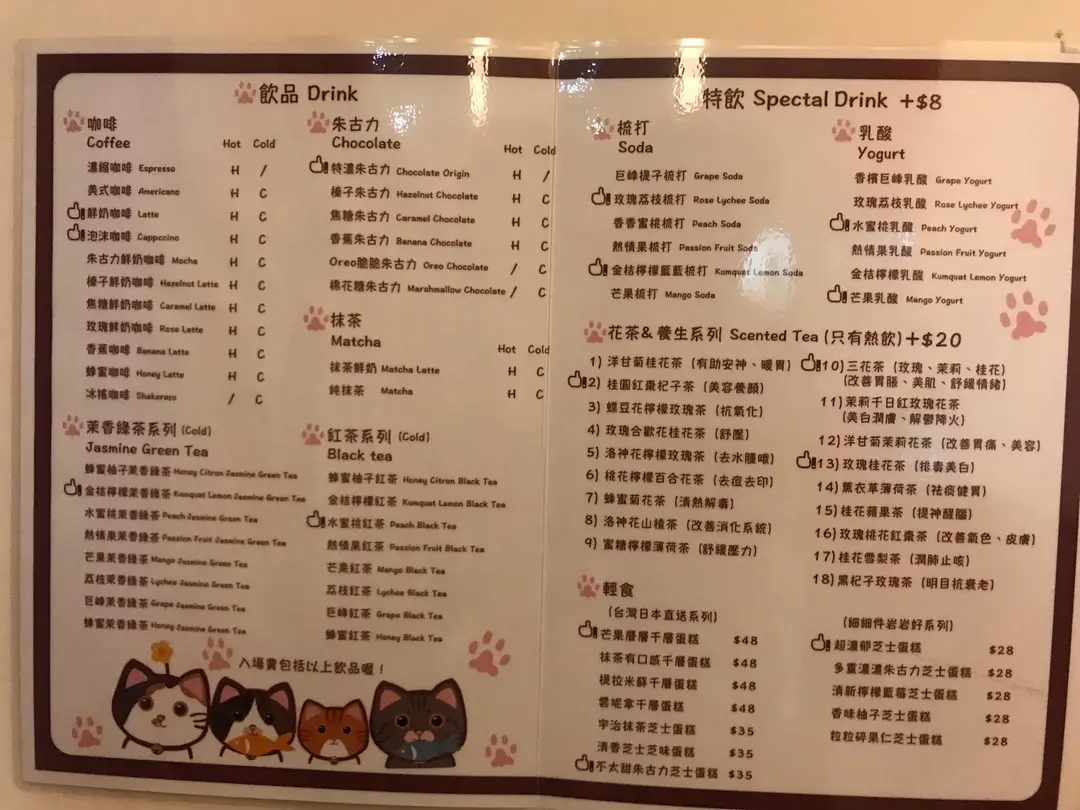 飲品 Drink
咖啡
Coffee
Hot Cold
濃縮咖啡 Espresso H /
美式咖啡 Americano H C
鮮奶咖啡 Latte H C
泡沫咖啡 Cappccino H C
朱古力鮮奶咖啡 Mocha H C
榛子鮮奶咖啡 Hazelnut Latte H C
焦糖鮮奶咖啡 Caramel Latte H C
玫瑰鮮奶咖啡 Rose Latte H C
香蕉咖啡 Banana Latte H C
蜂蜜咖啡 Honey Latte H C
冰搖咖啡 Shakerato / C
朱古力
Chocolate
Hot Cold
特濃朱古力 Chocolate Origin H /
榛子朱古力 Hazelnut Chocolate H C
焦糖朱古力 Caramel Chocolate H C
香蕉朱古力 Banana Chocolate H C
Oreo脆脆朱古力 Oreo Chocolate / C
棉花糖朱古力 Marshmallow Chocolate / C
抹茶
Matcha
Hot Cold
抹茶鮮奶 Matcha Latte H C
純抹茶 Matcha H C
茉香綠茶系列 (Cold)
Jasmine Green Tea
蜂蜜柚子茉香綠茶 Honey Citron Jasmine Green Tea
金桔檸檬茉香綠茶 Kumquat Lemon Jasmine Green Tea
水蜜桃茉香綠茶 Peach Jasmine Green Tea
熱情果茉香綠茶 Passion Fruit Jasmine Green Tea
芒果茉香綠茶 Mango Jasmine Green Tea
荔枝茉香綠茶 Lychee Jasmine Green Tea
巨峰茉香綠茶 Grape Jasmine Green Tea
蜂蜜茉香綠茶 Honey Jasmine Green Tea
紅茶系列 (Cold)
Black tea
蜂蜜柚子紅茶 Honey Citron Black Tea
金桔檸檬紅茶 Kumquat Lemon Black Tea
水蜜桃紅茶 Peach Black Tea
熱情果紅茶 Passion Fruit Black Tea
芒果紅茶 Mango Black Tea
荔枝紅茶 Lychee Black Tea
巨峰紅茶 Grape Black Tea
蜂蜜紅茶 Honey Black Tea
入場費包括以上飲品喔!
特飲 Spectal Drink +$8
梳打
Soda
巨峰提子梳打 Grape Soda
玫瑰荔枝梳打 Rose Lychee Soda
香香蜜桃梳打 Peach Soda
熱情果梳打 Passion Fruit Soda
金桔檸檬藍藍梳打 Kumquat Lemon Soda
芒果梳打 Mango Soda
乳酸
Yogurt
香檳巨峰乳酸 Grape Yogurt
玫瑰荔枝乳酸 Rose Lychee Yogurt
水蜜桃乳酸 Peach Yogurt
熱情果乳酸 Passion Fruit Yogurt
金桔檸檬乳酸 Kumquat Lemon Yogurt
芒果乳酸 Mango Yogurt
花茶&養生系列 Scented Tea (只有熱飲)+$20
1) 洋甘菊桂花茶 (有助安神、暖胃)
2) 桂圓紅棗杞子茶 (美容養顏)
3) 蝶豆花檸檬玫瑰茶 (抗氧化)
4) 玫瑰合歡花桂花茶 (舒壓)
5) 洛神花檸檬玫瑰茶 (去水腫哦)
6) 桃花檸檬百合花茶 (去痘去印)
7) 蜂蜜菊花茶 (清熱解毒)
8) 洛神花山楂茶 (改善消化系統)
9) 蜜糖檸檬薄荷茶 (舒緩壓力)
10) 三花茶 (玫瑰、茉莉、桂花)
(改善胃脹、美肌、舒緩情緒)
11) 茉莉千日紅玫瑰花茶
(美白潤膚、解鬱降火)
12) 洋甘菊茉莉花茶 (改善胃痛、美容)
13) 玫瑰桂花茶 (排毒美白)
14) 薰衣草薄荷茶 (祛痰健胃)
15) 桂花蘋果茶 (提神醒腦)
16) 玫瑰桃花紅棗茶 (改善氣色、皮膚)
17) 桂花雪梨茶 (潤肺止咳)
18) 黑杞子玫瑰茶 (明目抗衰老)
輕食
(台灣日本直送系列)
芒果層層千層蛋糕 $48
抹茶有口感千層蛋糕 $48
提拉米蘇千層蛋糕 $48
雲呢拿千層蛋糕 $48
宇治抹茶芝士蛋糕 $35
清香芝士芝味蛋糕 $35
不太甜朱古力芝士蛋糕 $35
(細細件岩岩好系列)
超濃郁芝士蛋糕 $28
多重濃濃朱古力芝士蛋糕 $28
清新檸檬藍莓芝士蛋糕 $28
香味柚子芝士蛋糕 $28
粒粒碎果仁芝士蛋糕 $28